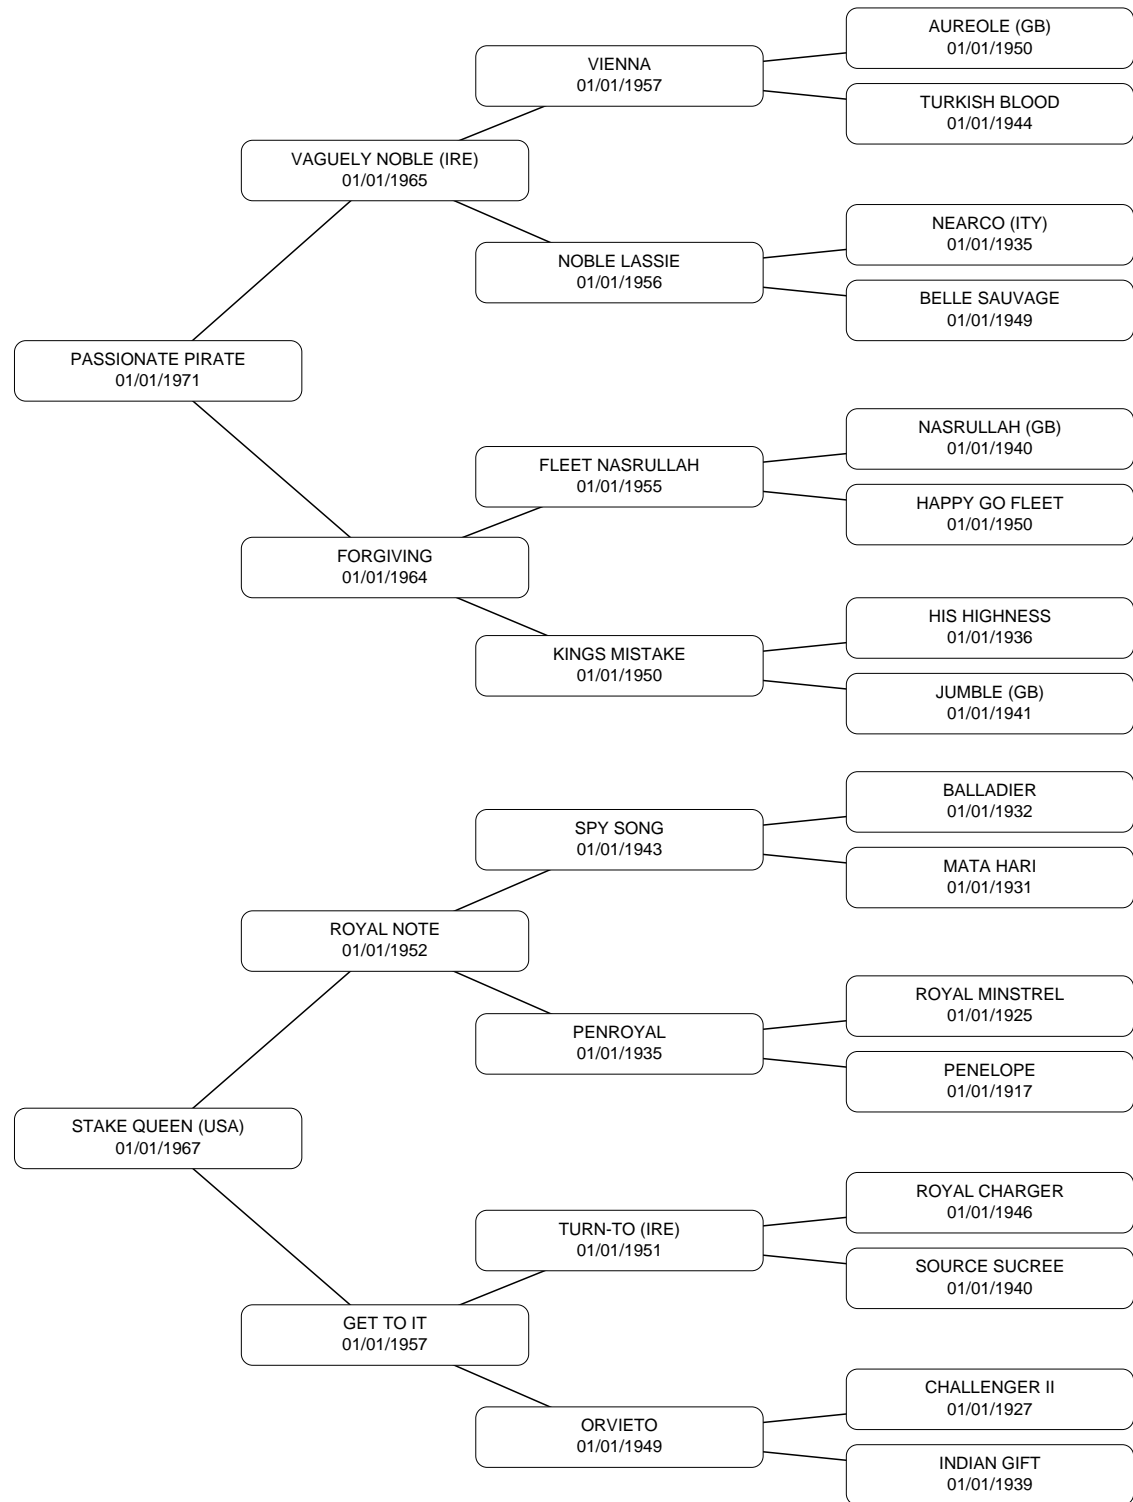 AUREOLE (GB)
01/01/1950
VIENNA
01/01/1957
TURKISH BLOOD
01/01/1944
VAGUELY NOBLE (IRE)
01/01/1965
NEARCO (ITY)
01/01/1935
NOBLE LASSIE
01/01/1956
BELLE SAUVAGE
01/01/1949
PASSIONATE PIRATE
01/01/1971
NASRULLAH (GB)
01/01/1940
FLEET NASRULLAH
01/01/1955
HAPPY GO FLEET
01/01/1950
FORGIVING
01/01/1964
HIS HIGHNESS
01/01/1936
KINGS MISTAKE
01/01/1950
JUMBLE (GB)
01/01/1941
BALLADIER
01/01/1932
SPY SONG
01/01/1943
MATA HARI
01/01/1931
ROYAL NOTE
01/01/1952
ROYAL MINSTREL
01/01/1925
PENROYAL
01/01/1935
PENELOPE
01/01/1917
STAKE QUEEN (USA)
01/01/1967
ROYAL CHARGER
01/01/1946
TURN-TO (IRE)
01/01/1951
SOURCE SUCREE
01/01/1940
GET TO IT
01/01/1957
CHALLENGER II
01/01/1927
ORVIETO
01/01/1949
INDIAN GIFT
01/01/1939